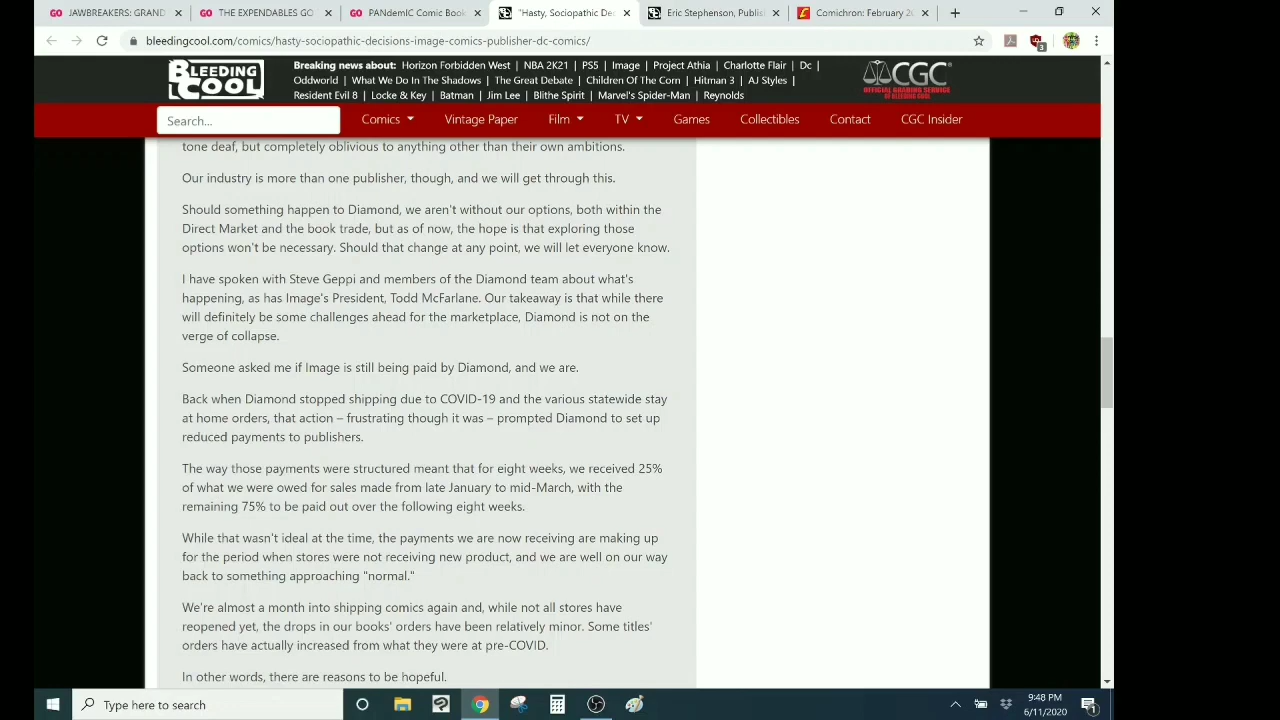 GO JAWBREAKERS: GRAND
GO THE EXPENDABLES GO
GO PANdemIC Comic Book
"Hasty, Sociopathic De
Eric Stephenson, Publis
Comichron: February 20
bleedingcool.com/comics/hasty-sociopathic-decisions-image-comics-publisher-dc-comics/
3
BLEEDING COOL
Breaking news about: Horizon Forbidden West | NBA 2K21 | PS5 | Image | Project Athia | Charlotte Flair | Dc |
Oddworld | What We Do In The Shadows | The Great Debate | Children Of The Corn | Hitman 3 | AJ Styles |
Resident Evil 8 | Locke & Key | Batman | Jim Lee | Blithe Spirit | Marvel's Spider-Man | Reynolds
CGC
OFFICIAL GRADING SERVICE
OF BLEEDING COOL
Search...
Comics Vintage Paper Film TV Games Collectibles Contact CGC Insider
tone deaf, but completely oblivious to anything other than their own ambitions.
Our industry is more than one publisher, though, and we will get through this.
Should something happen to Diamond, we aren't without our options, both within the
Direct Market and the book trade, but as of now, the hope is that exploring those
options won't be necessary. Should that change at any point, we will let everyone know.
I have spoken with Steve Geppi and members of the Diamond team about what's
happening, as has Image's President, Todd McFarlane. Our takeaway is that while there
will definitely be some challenges ahead for the marketplace, Diamond is not on the
verge of collapse.
Someone asked me if Image is still being paid by Diamond, and we are.
Back when Diamond stopped shipping due to COVID-19 and the various statewide stay
at home orders, that action – frustrating though it was – prompted Diamond to set up
reduced payments to publishers.
The way those payments were structured meant that for eight weeks, we received 25%
of what we were owed for sales made from late January to mid-March, with the
remaining 75% to be paid out over the following eight weeks.
While that wasn't ideal at the time, the payments we are now receiving are making up
for the period when stores were not receiving new product, and we are well on our way
back to something approaching "normal."
We're almost a month into shipping comics again and, while not all stores have
reopened yet, the drops in our books' orders have been relatively minor. Some titles'
orders have actually increased from what they were at pre-COVID.
In other words, there are reasons to be hopeful.
Type here to search
9:48 PM
6/11/2020
1